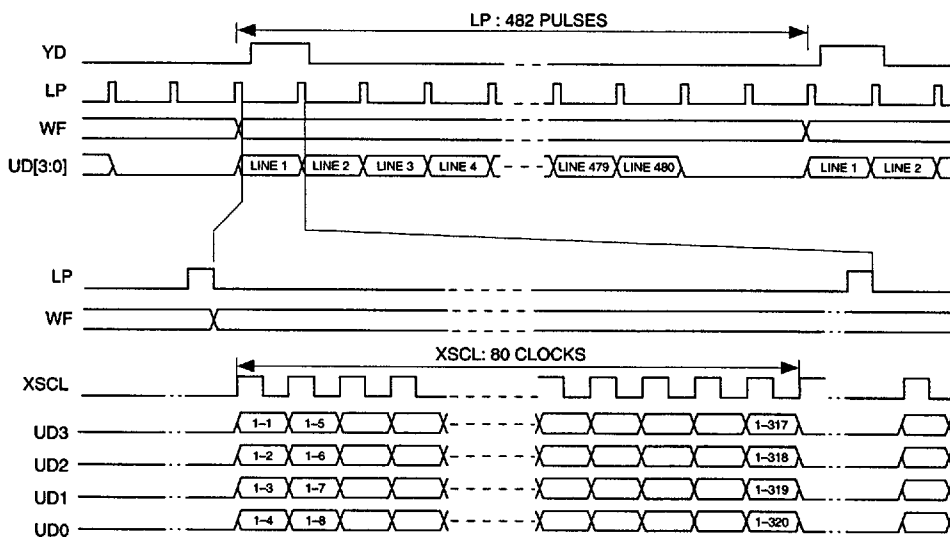 LP : 482 PULSES
YD
LP
WF
UD[3:0] LINE 1 LINE 2 LINE 3 LINE 4 LINE 479 LINE 480 LINE 1 LINE 2
LP
WF
XSCL: 80 CLOCKS
XSCL
UD3 1–1 1–5 1–317
UD2 1–2 1–6 1–318
UD1 1–3 1–7 1–319
UD0 1–4 1–8 1–320